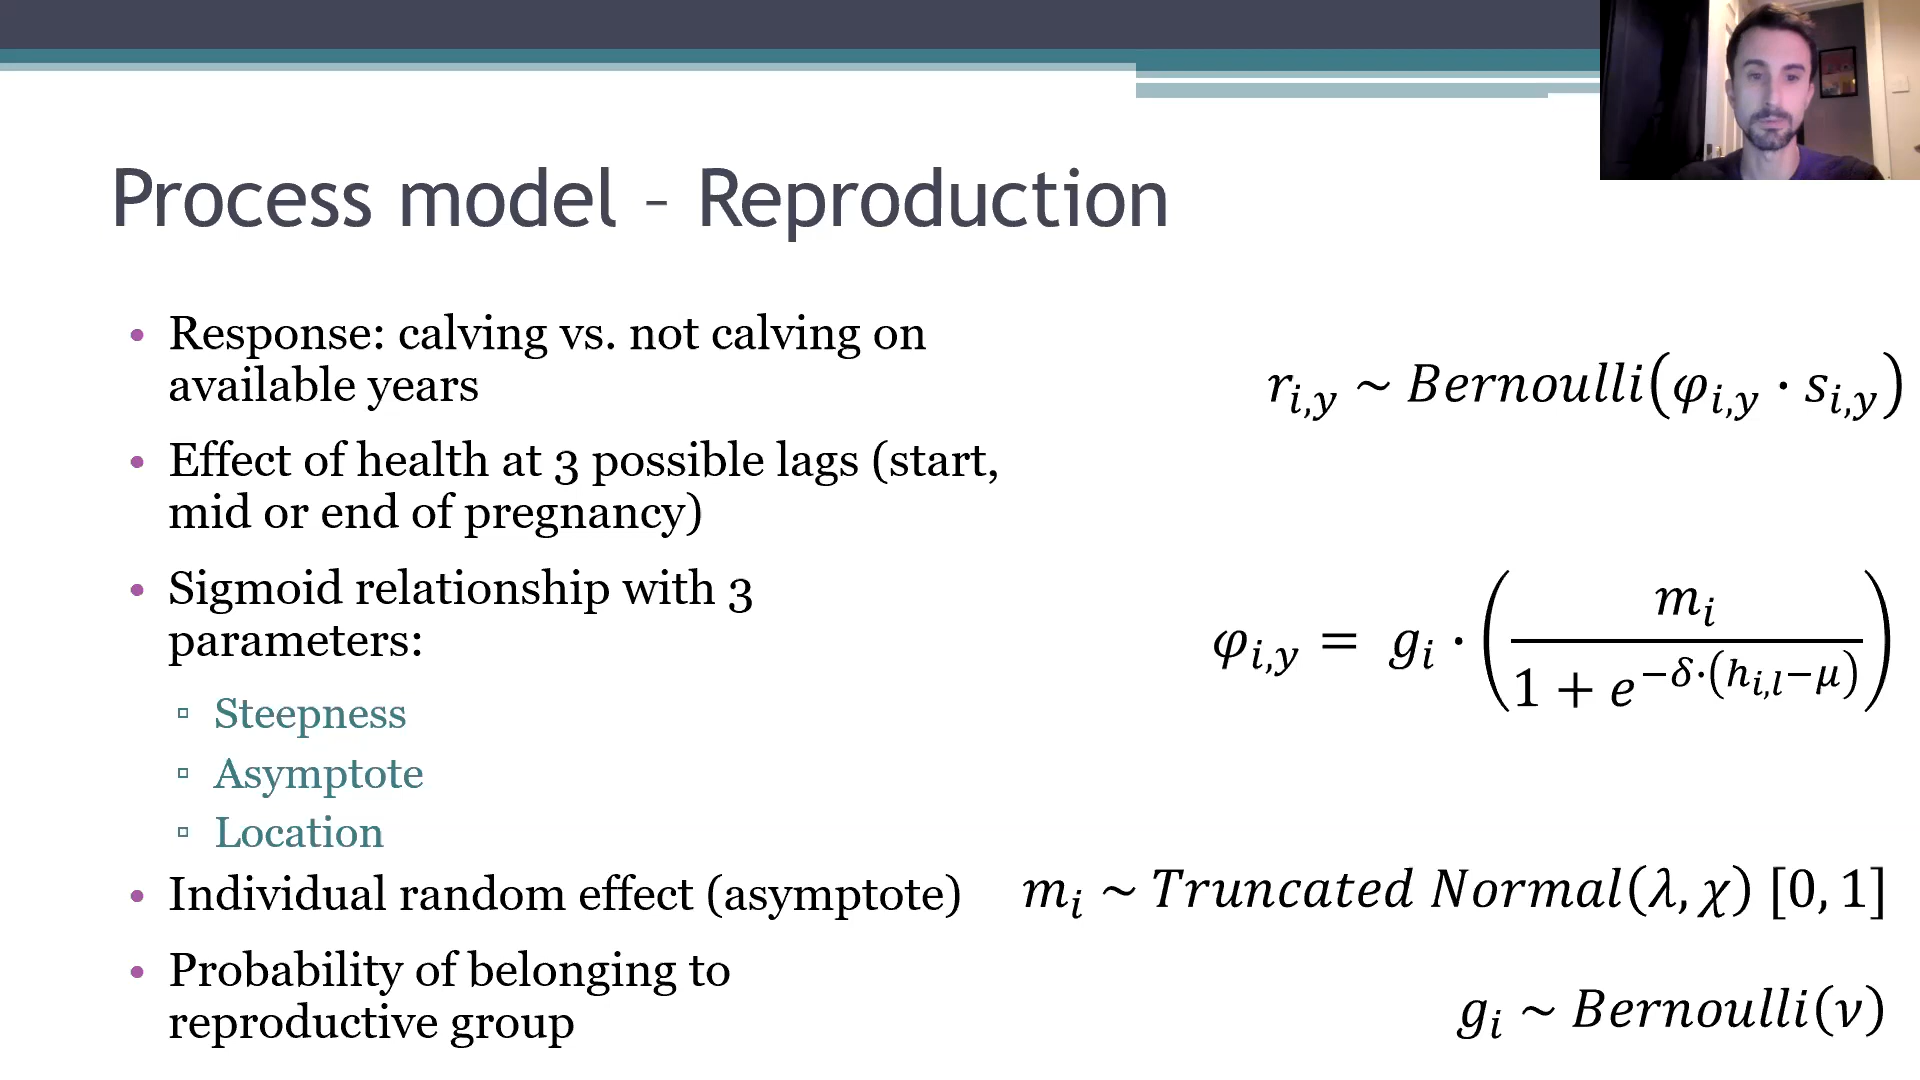 Process model – Reproduction
• Response: calving vs. not calving on
available years
r_{i,y} ~ Bernoulli(φ_{i,y} · s_{i,y})
• Effect of health at 3 possible lags (start,
mid or end of pregnancy)
• Sigmoid relationship with 3
parameters:
φ_{i,y} = g_i · (m_i / (1 + e^{−δ·(h_{i,l}−μ)}))
▫ Steepness
▫ Asymptote
▫ Location
• Individual random effect (asymptote)
m_i ~ Truncated Normal(λ, χ) [0, 1]
• Probability of belonging to
reproductive group
g_i ~ Bernoulli(ν)